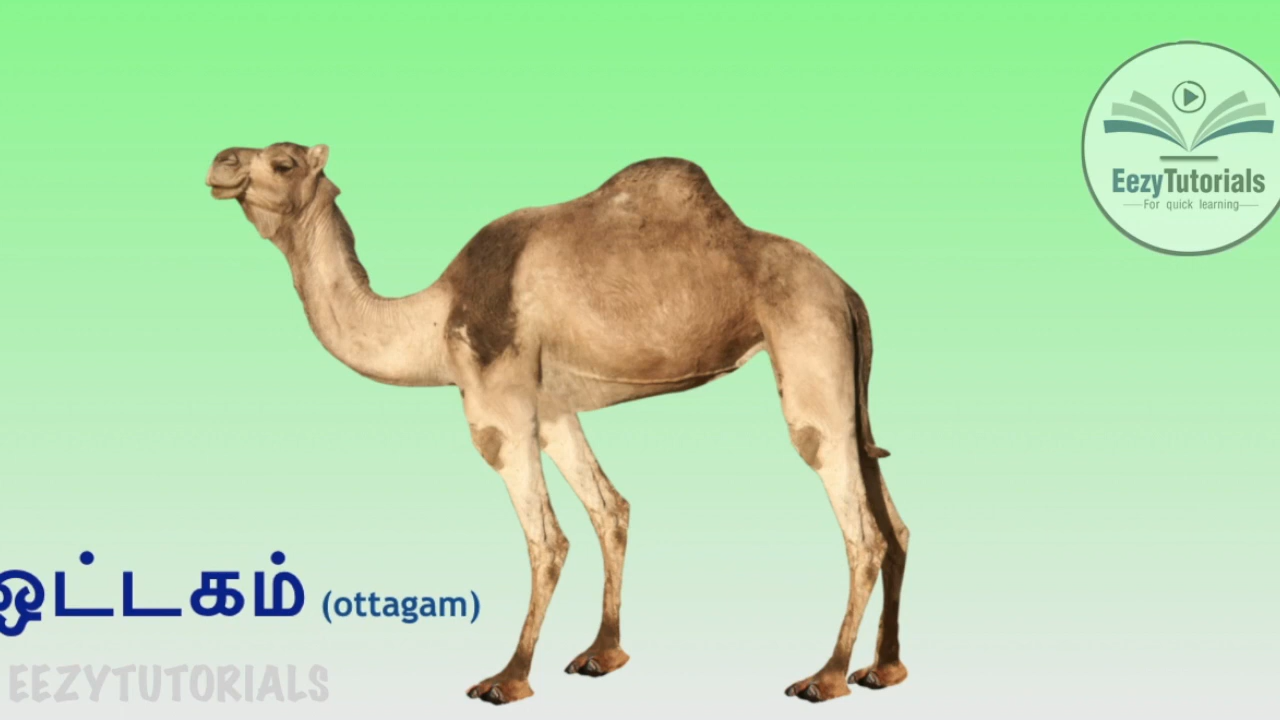 EezyTutorials
For quick learning
ஒட்டகம் (ottagam)
EEZYTUTORIALS